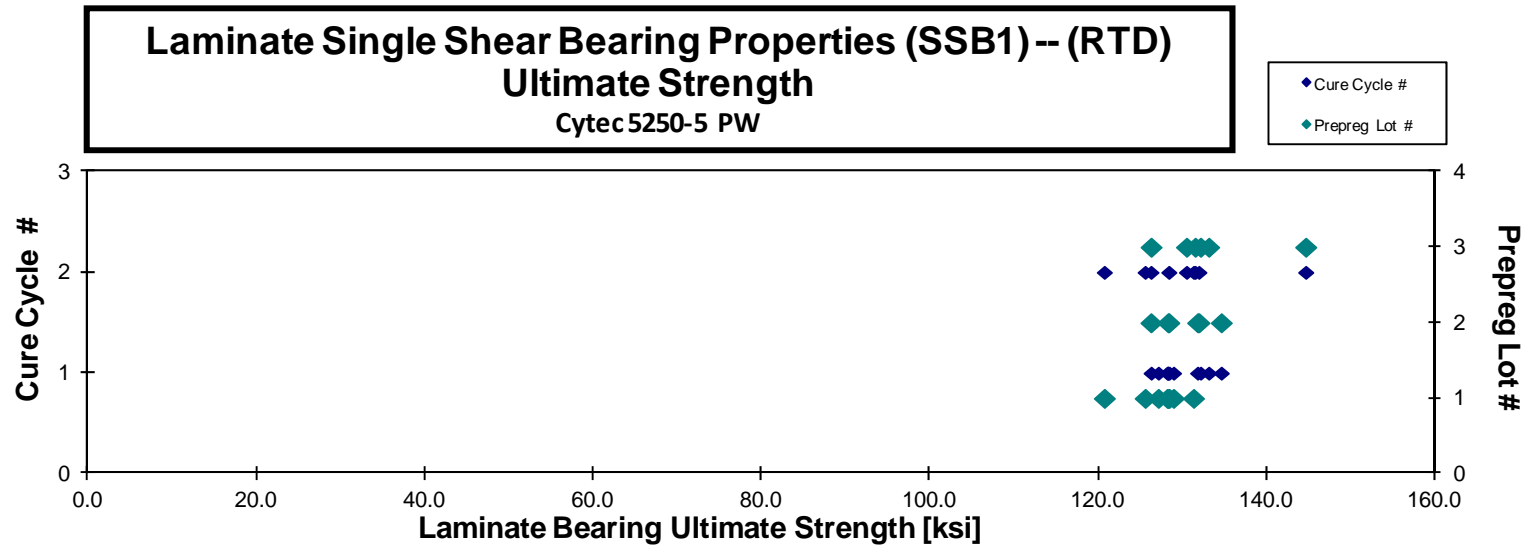 Laminate Single Shear Bearing Properties (SSB1) -- (RTD)
Ultimate Strength
Cytec 5250-5 PW
Cure Cycle #
Prepreg Lot #
3
2
1
0
Cure Cycle #
4
3
2
1
0
Prepreg Lot #
0.0 20.0 40.0 60.0 80.0 100.0 120.0 140.0 160.0
Laminate Bearing Ultimate Strength [ksi]